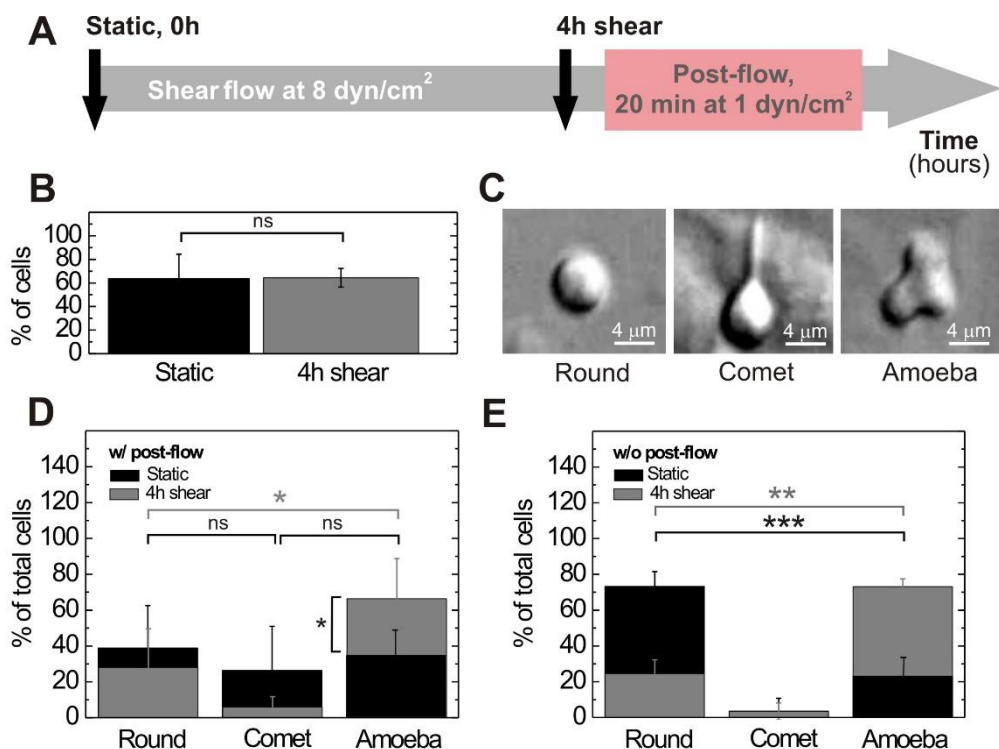 A
Static, 0h
4h shear
Shear flow at 8 dyn/cm²
Post-flow,
20 min at 1 dyn/cm²
Time
(hours)
B
% of cells
100
80
60
40
20
0
ns
Static
4h shear
C
4 μm
4 μm
4 μm
Round
Comet
Amoeba
D
% of total cells
140
120
100
80
60
40
20
0
w/ post-flow
Static
4h shear
*
ns
ns
*
Round
Comet
Amoeba
E
% of total cells
140
120
100
80
60
40
20
0
w/o post-flow
Static
4h shear
**
***
Round
Comet
Amoeba